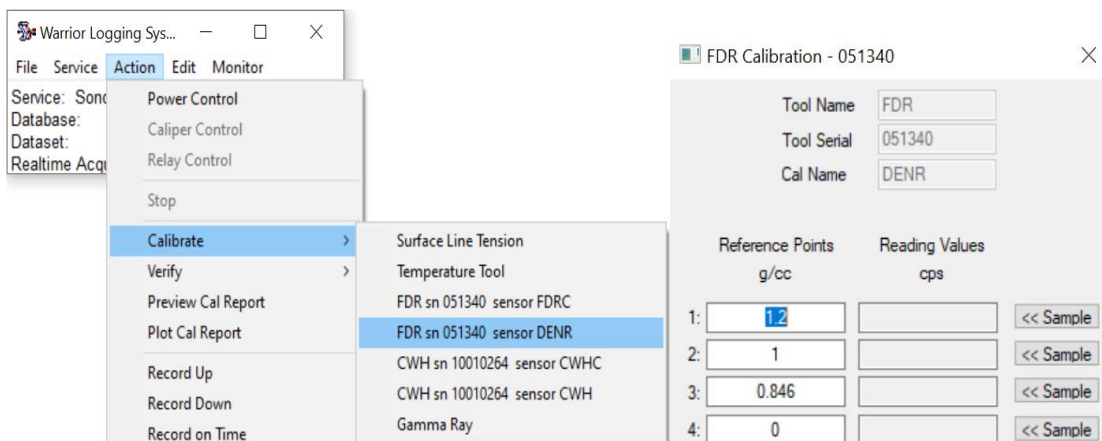 Warrior Logging Sys...
File Service Action Edit Monitor
Service: Sond
Database:
Dataset:
Realtime Acqu
Power Control
Caliper Control
Relay Control
Stop
Calibrate
Verify
Preview Cal Report
Plot Cal Report
Record Up
Record Down
Record on Time
Surface Line Tension
Temperature Tool
FDR sn 051340 sensor FDRC
FDR sn 051340 sensor DENR
CWH sn 10010264 sensor CWHC
CWH sn 10010264 sensor CWH
Gamma Ray
FDR Calibration - 051340
Tool Name FDR
Tool Serial 051340
Cal Name DENR
Reference Points Reading Values
g/cc cps
1: 1.2 << Sample
2: 1 << Sample
3: 0.846 << Sample
4: 0 << Sample